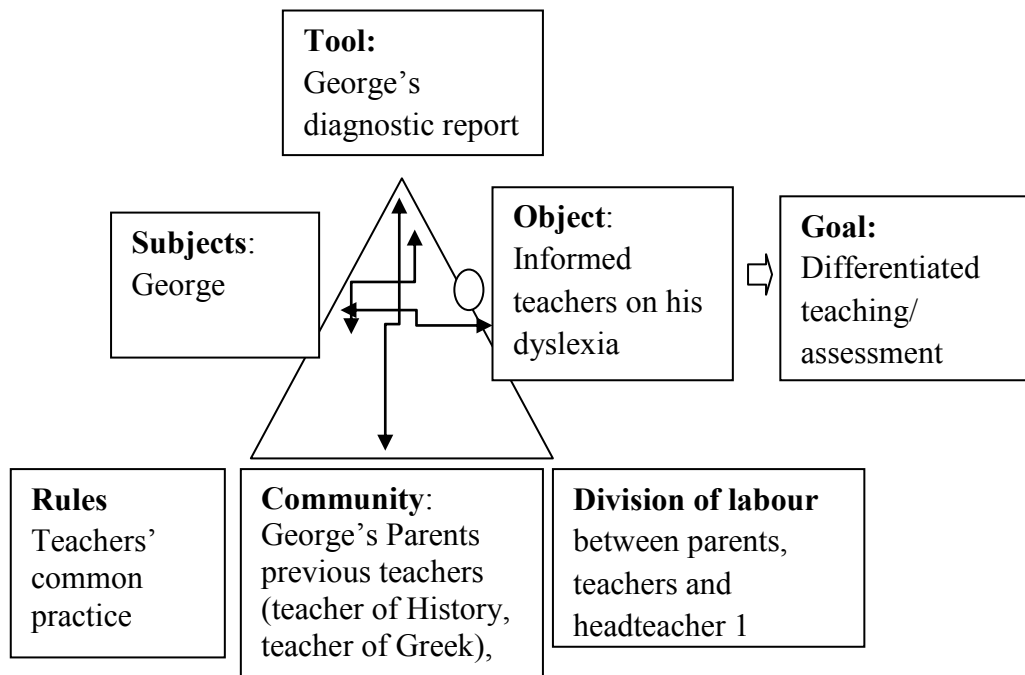 Tool:
George’s
diagnostic report
Subjects:
George
Object:
Informed
teachers on his
dyslexia
Goal:
Differentiated
teaching/
assessment
Rules
Teachers’
common
practice
Community:
George’s Parents
previous teachers
(teacher of History,
teacher of Greek),
Division of labour
between parents,
teachers and
headteacher 1